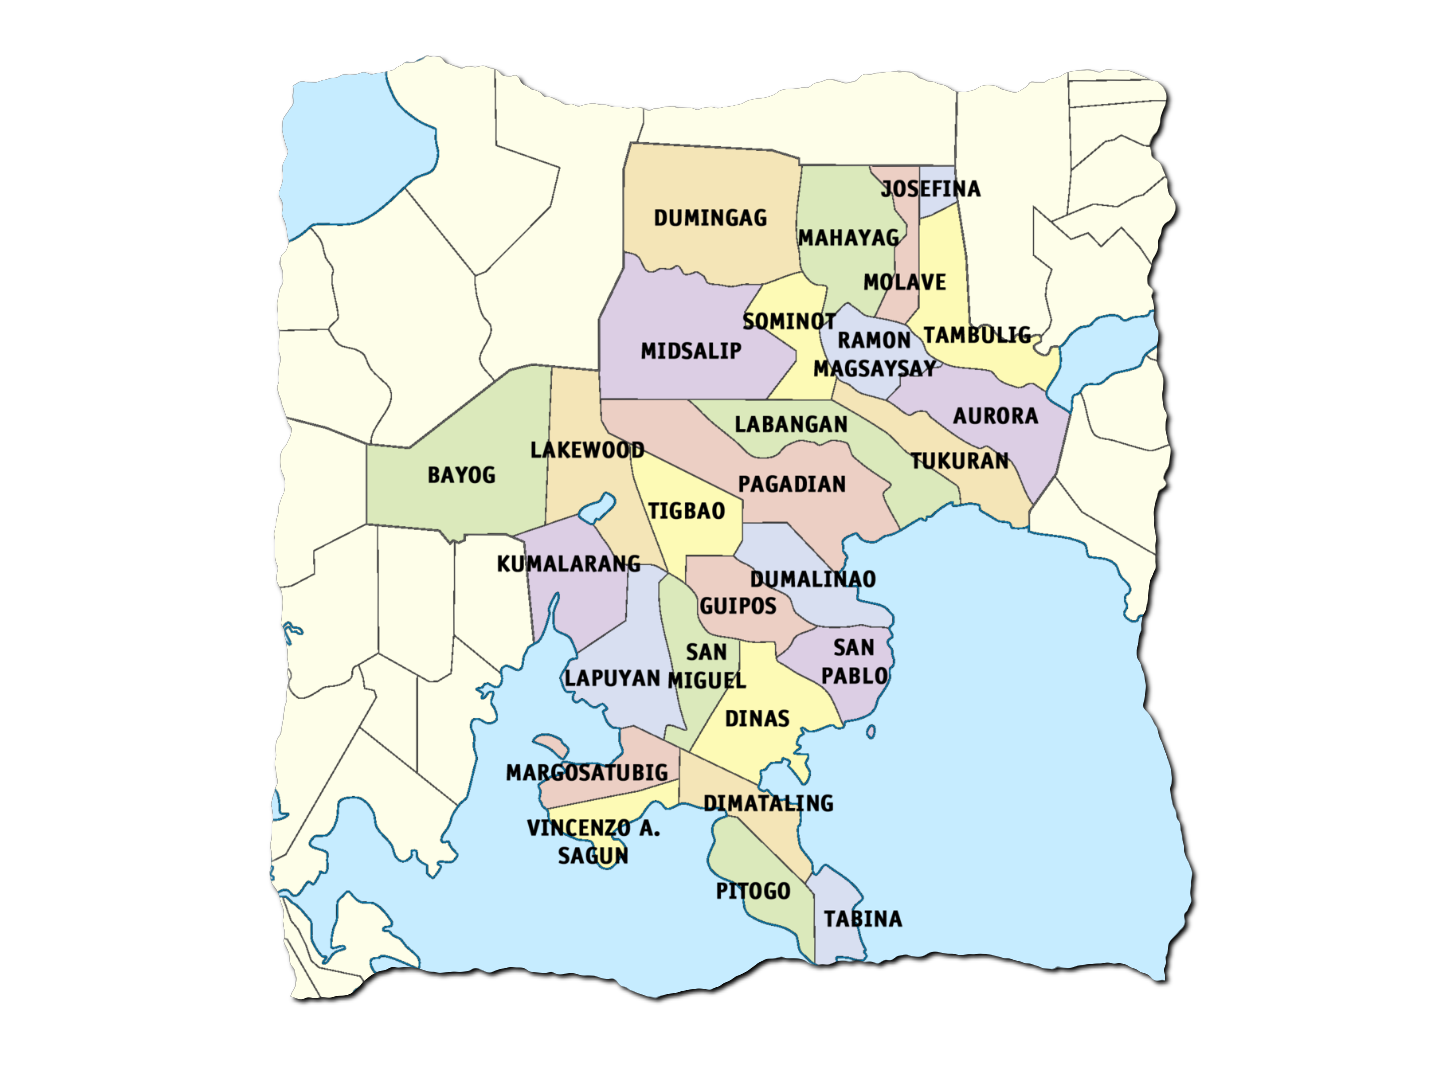 JOSEFINA
DUMINGAG
MAHAYAG
MOLAVE
SOMINOT
TAMBULIG
RAMON
MAGSAYSAY
MIDSALIP
AURORA
LABANGAN
LAKEWOOD
TUKURAN
BAYOG
PAGADIAN
TIGBAO
KUMALARANG
DUMALINAO
GUIPOS
SAN
PABLO
SAN
MIGUEL
LAPUYAN
DINAS
MARGOSATUBIG
DIMATALING
VINCENZO A.
SAGUN
PITOGO
TABINA